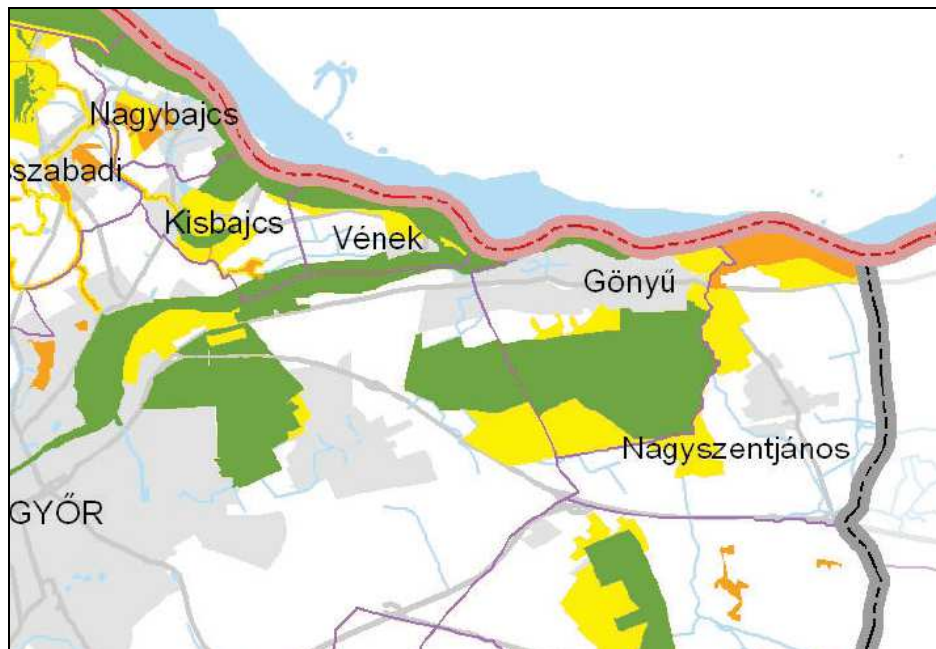 Nagybajcs
szabadi
Kisbajcs
Vének
Gönyű
Nagyszentjános
GYŐR